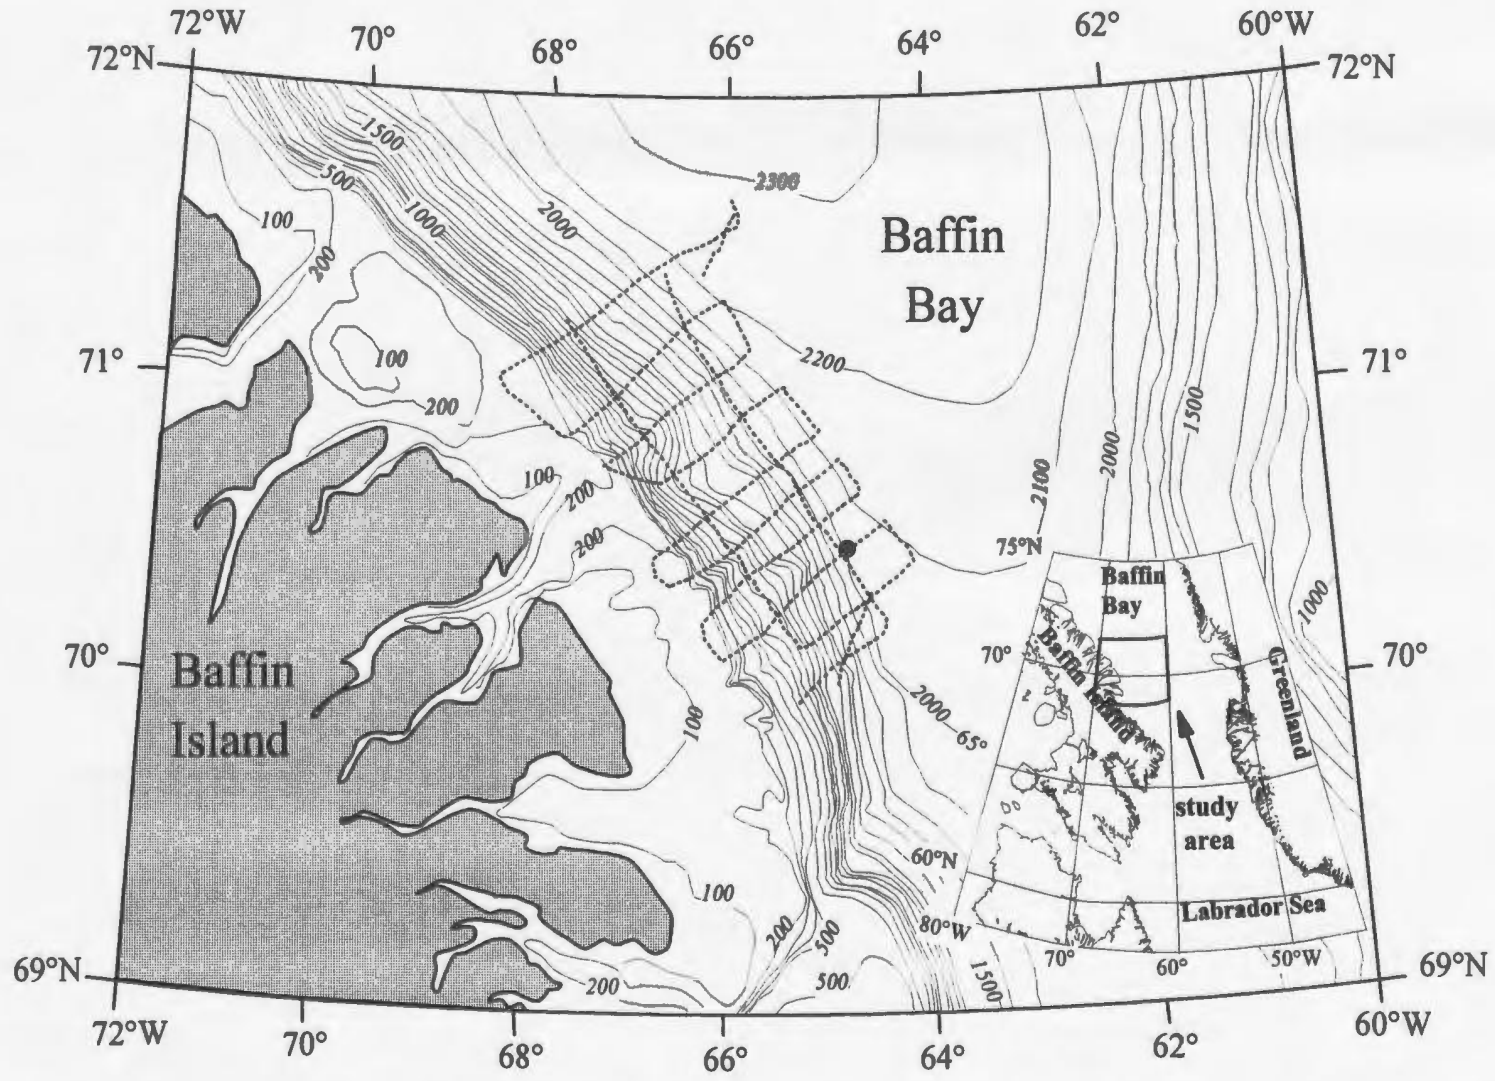 72°W
70°
68°
66°
64°
62°
60°W
72°N
72°N
1500
500
1000
2000
2300
100
200
Baffin
Bay
71°
71°
100
200
2200
1500
2000
2100
100
200
200
75°N
Baffin
Bay
1000
70°
70°
70°
Baffin
Island
Baffin Island
Greenland
100
2000
65°
study
area
60°N
100
200
500
80°W
Labrador Sea
70°
60°
50°W
69°N
69°N
200
500
1500
72°W
70°
68°
66°
64°
62°
60°W